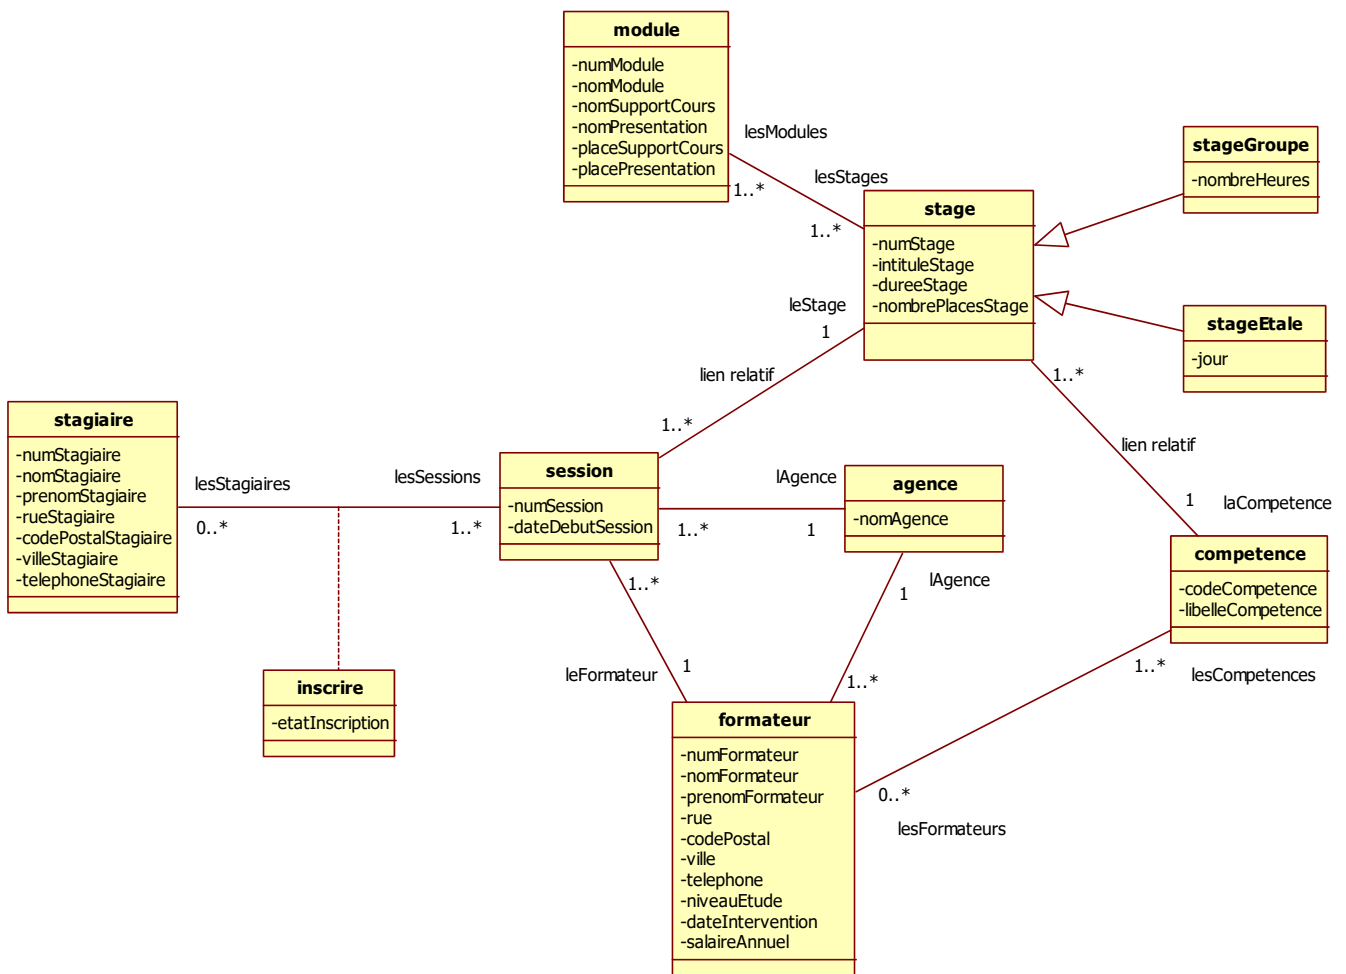 module
-numModule
-nomModule
-nomSupportCours
-nomPresentation
-placeSupportCours
-placePresentation
lesModules
1..*
lesStages
1..*
stage
-numStage
-intituleStage
-dureeStage
-nombrePlacesStage
stageGroupe
-nombreHeures
stageEtale
-jour
leStage
1
lien relatif
1..*
1..*
lien relatif
1
laCompetence
stagiaire
-numStagiaire
-nomStagiaire
-prenomStagiaire
-rueStagiaire
-codePostalStagiaire
-villeStagiaire
-telephoneStagiaire
lesStagiaires
0..*
lesSessions
1..*
session
-numSession
-dateDebutSession
lAgence
1..*
1
agence
-nomAgence
competence
-codeCompetence
-libelleCompetence
1..*
lAgence
1
inscrire
-etatInscription
leFormateur
1
1..*
1..*
lesCompetences
formateur
-numFormateur
-nomFormateur
-prenomFormateur
-rue
-codePostal
-ville
-telephone
-niveauEtude
-dateIntervention
-salaireAnnuel
0..*
lesFormateurs